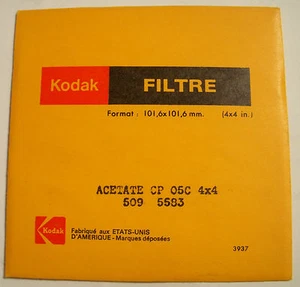 Kodak FILTRE
Format : 101,6x101,6 mm. (4x4 in.)
ACETATE CP 05C 4x4
509 5583
Kodak
Fabriqué aux ETATS-UNIS
D'AMERIQUE - Marques déposées
3937